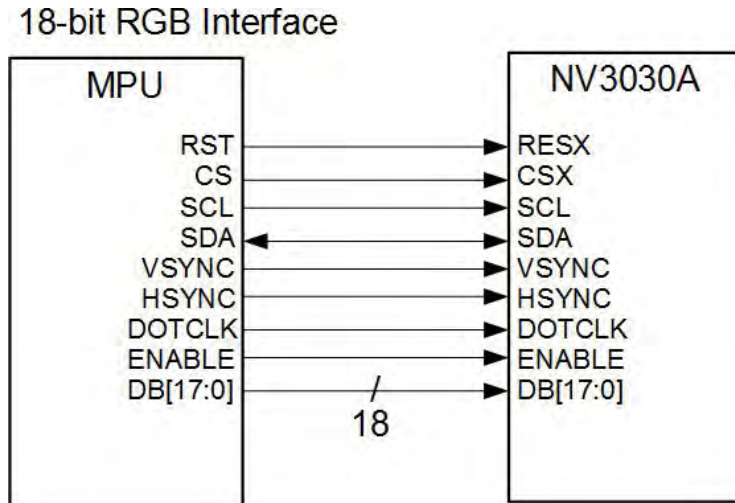 18-bit RGB Interface
MPU
NV3030A
RST
RESX
CS
CSX
SCL
SCL
SDA
SDA
VSYNC
VSYNC
HSYNC
HSYNC
DOTCLK
DOTCLK
ENABLE
ENABLE
DB[17:0]
DB[17:0]
18